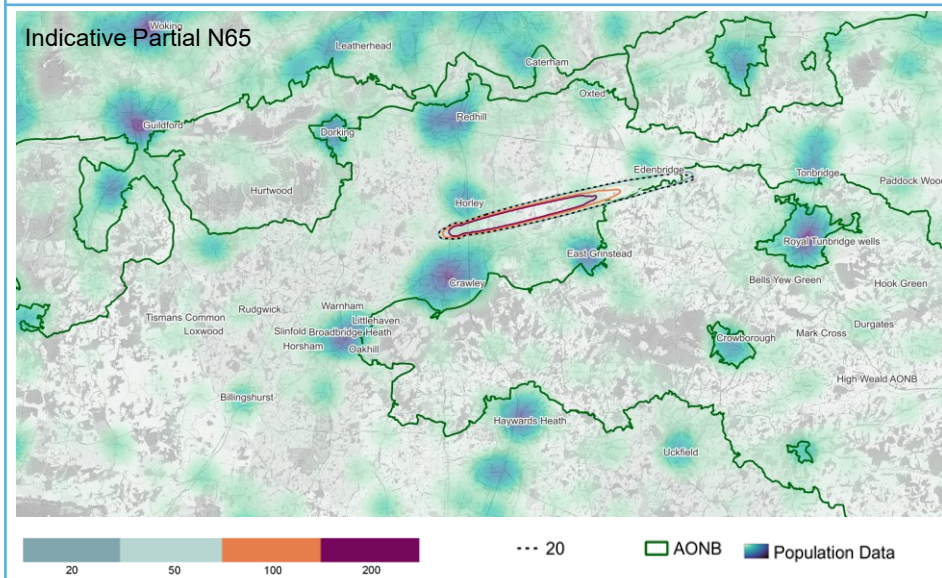 Indicative Partial N65
Woking
Leatherhead
Caterham
Oxted
Guildford
Redhill
Dorking
Edenbridge
Tonbridge
Hurtwood
Horley
Paddock Wood
East Grinstead
Royal Tunbridge wells
Crawley
Bells Yew Green
Hook Green
Warnham
Rudgwick
Tismans Common
Littlehaven
Loxwood
Slinfold
Broadbridge Heath
Durgates
Mark Cross
Horsham
Oakhill
Crowborough
High Weald AONB
Billingshurst
Haywards Heath
Uckfield
20
50
100
200
20
AONB
Population Data